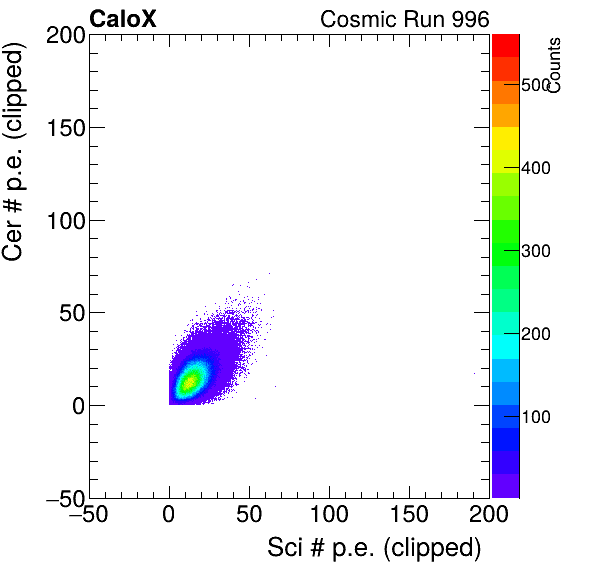 CaloX Cosmic Run 996
Cer # p.e. (clipped)
200
150
100
50
0
−50
−50 0 50 100 150 200
Sci # p.e. (clipped)
Counts
500
400
300
200
100